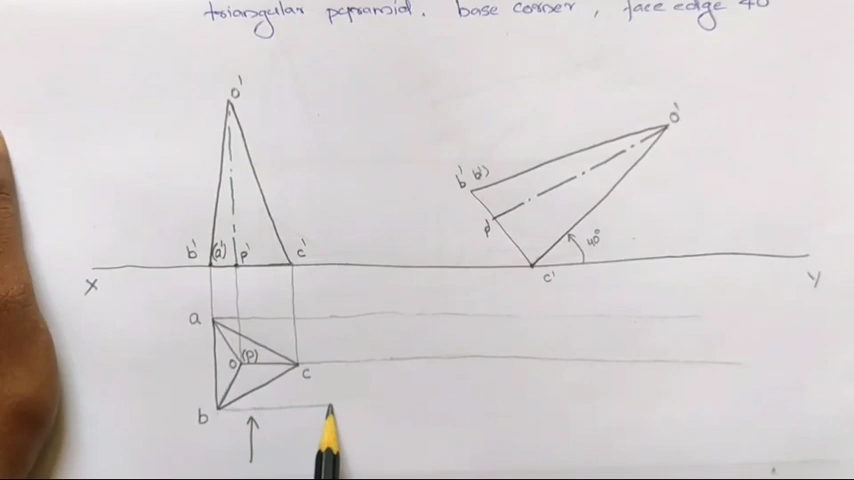 triangular pyramid. base corner, face edge 40
o'
o'
b' b')
b' (a') p' c'
p'
40°
X
c'
Y
a
o (p)
c
b